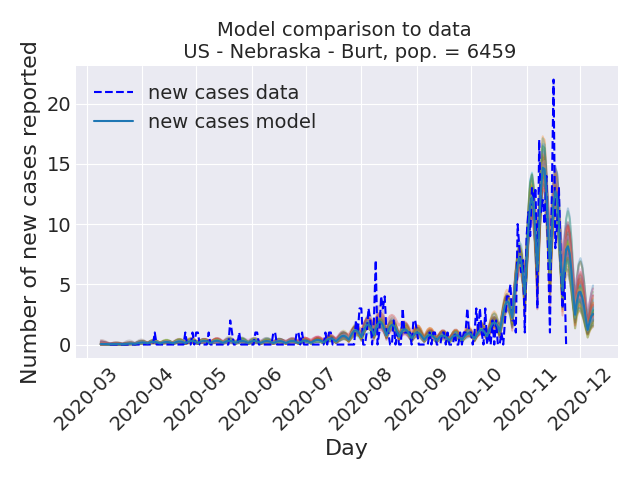 Model comparison to data
US - Nebraska - Burt, pop. = 6459
Number of new cases reported
new cases data
new cases model
20
15
10
5
0
2020-03
2020-04
2020-05
2020-06
2020-07
2020-08
2020-09
2020-10
2020-11
2020-12
Day